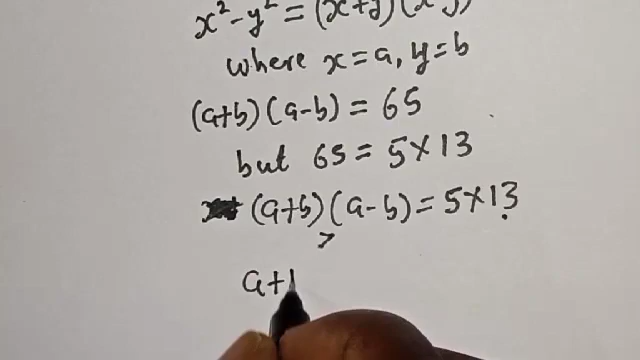 x² - y² = (x+y)(x-y)
where x = a, y = b
(a+b)(a-b) = 65
but 65 = 5×13
(a+b)(a-b) = 5×13
>
a+